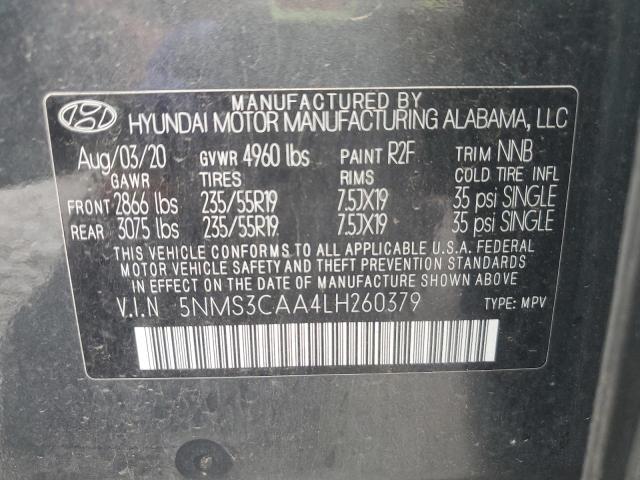 MANUFACTURED BY
HYUNDAI MOTOR MANUFACTURING ALABAMA, LLC
Aug/03/20 GVWR 4960 lbs PAINT R2F TRIM NNB
GAWR TIRES RIMS COLD TIRE INFL
FRONT 2866 lbs 235/55R19 7.5JX19 35 psi SINGLE
REAR 3075 lbs 235/55R19 7.5JX19 35 psi SINGLE
THIS VEHICLE CONFORMS TO ALL APPLICABLE U.S.A. FEDERAL
MOTOR VEHICLE SAFETY AND THEFT PREVENTION STANDARDS
IN EFFECT ON THE DATE OF MANUFACTURE SHOWN ABOVE.
V.I.N 5NMS3CAA4LH260379 TYPE: MPV